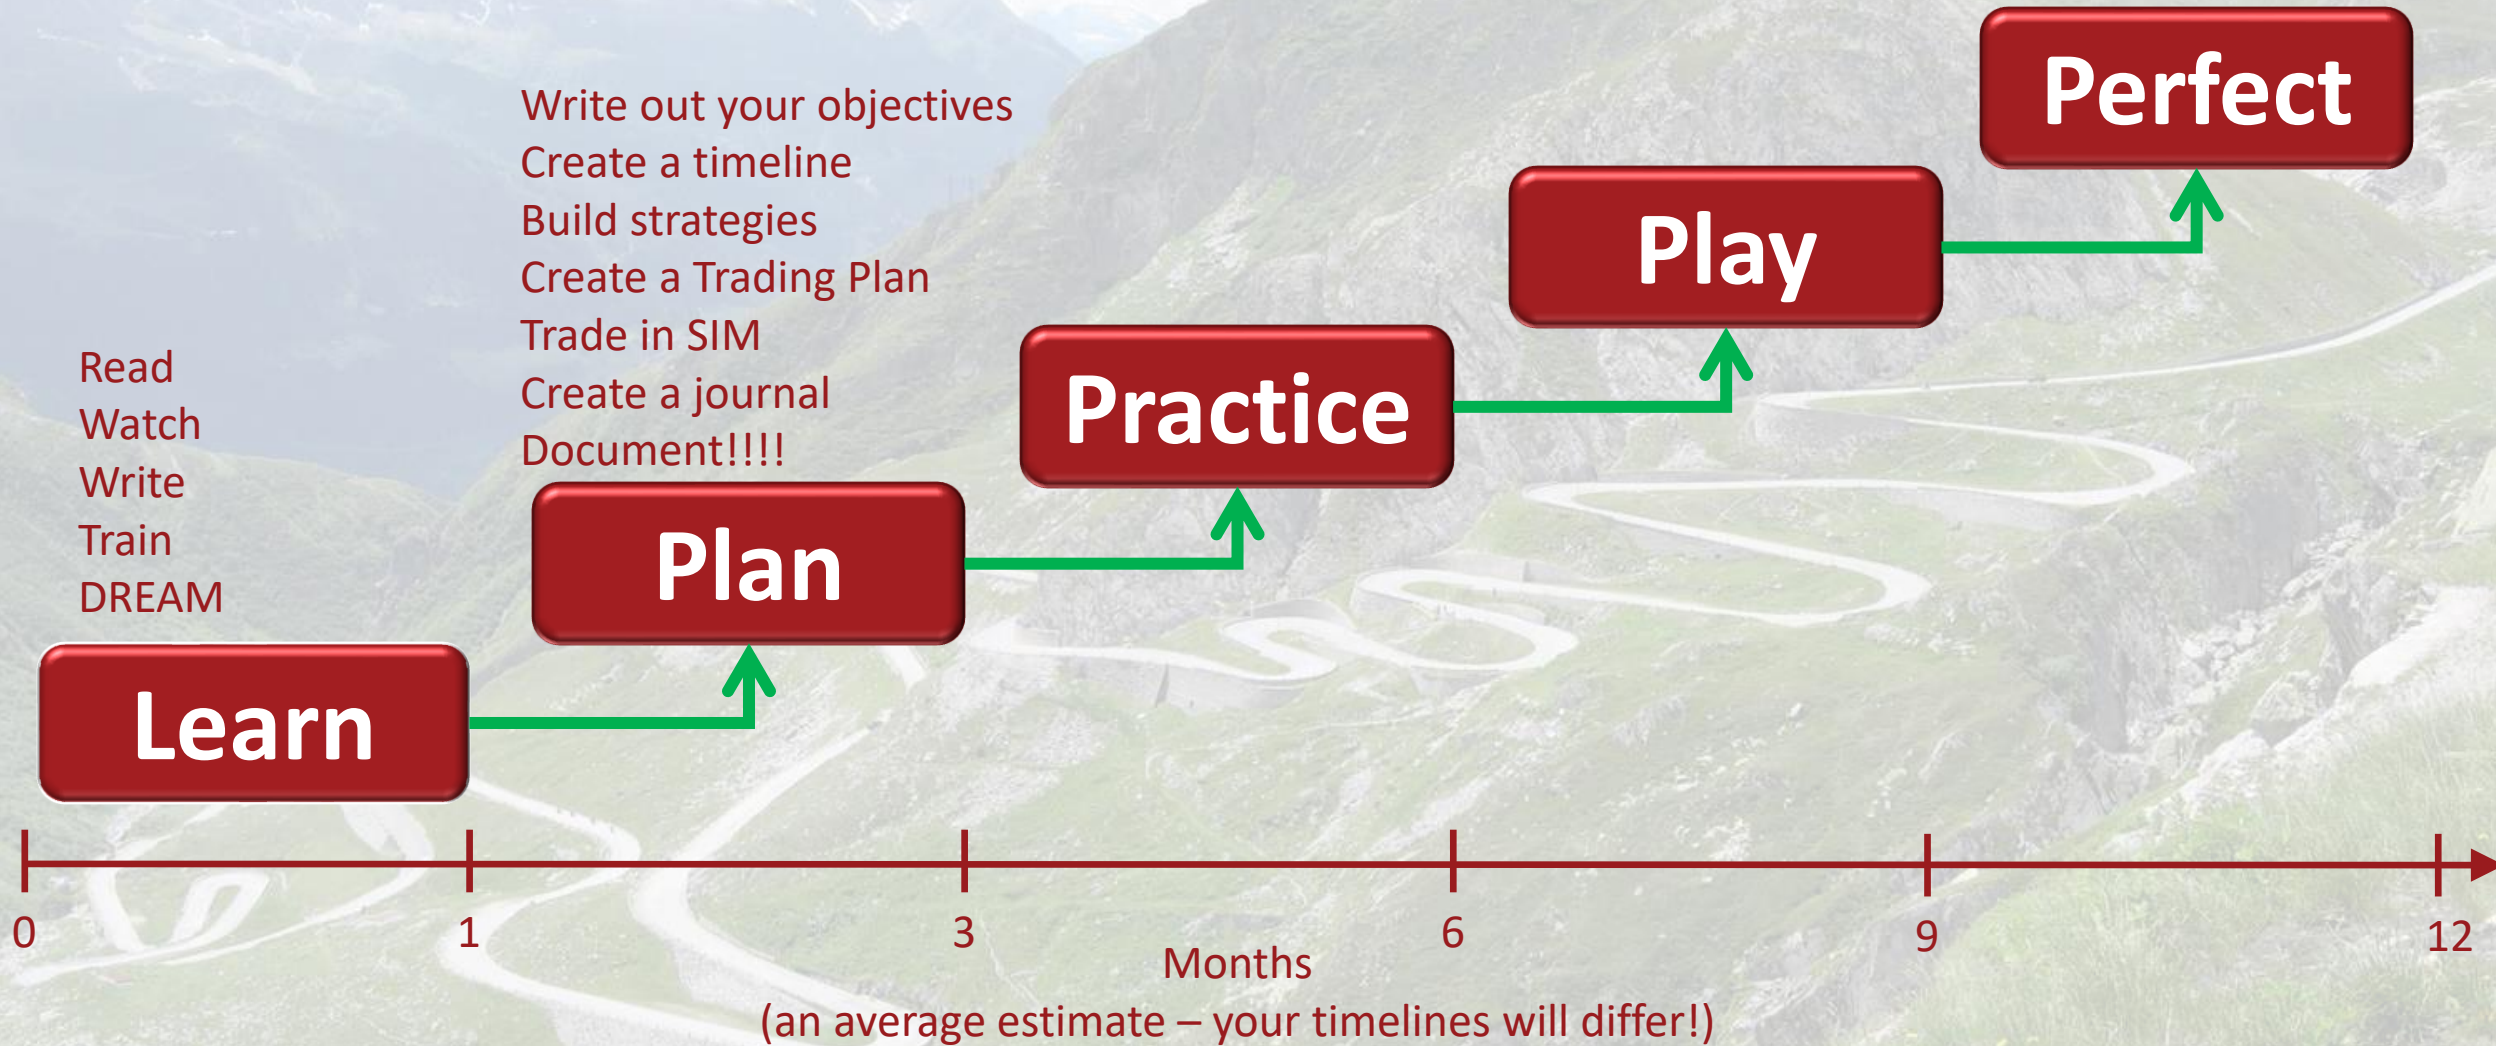 Read
Watch
Write
Train
DREAM
Learn
Write out your objectives
Create a timeline
Build strategies
Create a Trading Plan
Trade in SIM
Create a journal
Document!!!!
Plan
Practice
Play
Perfect
0
1
3
6
9
12
Months
(an average estimate – your timelines will differ!)